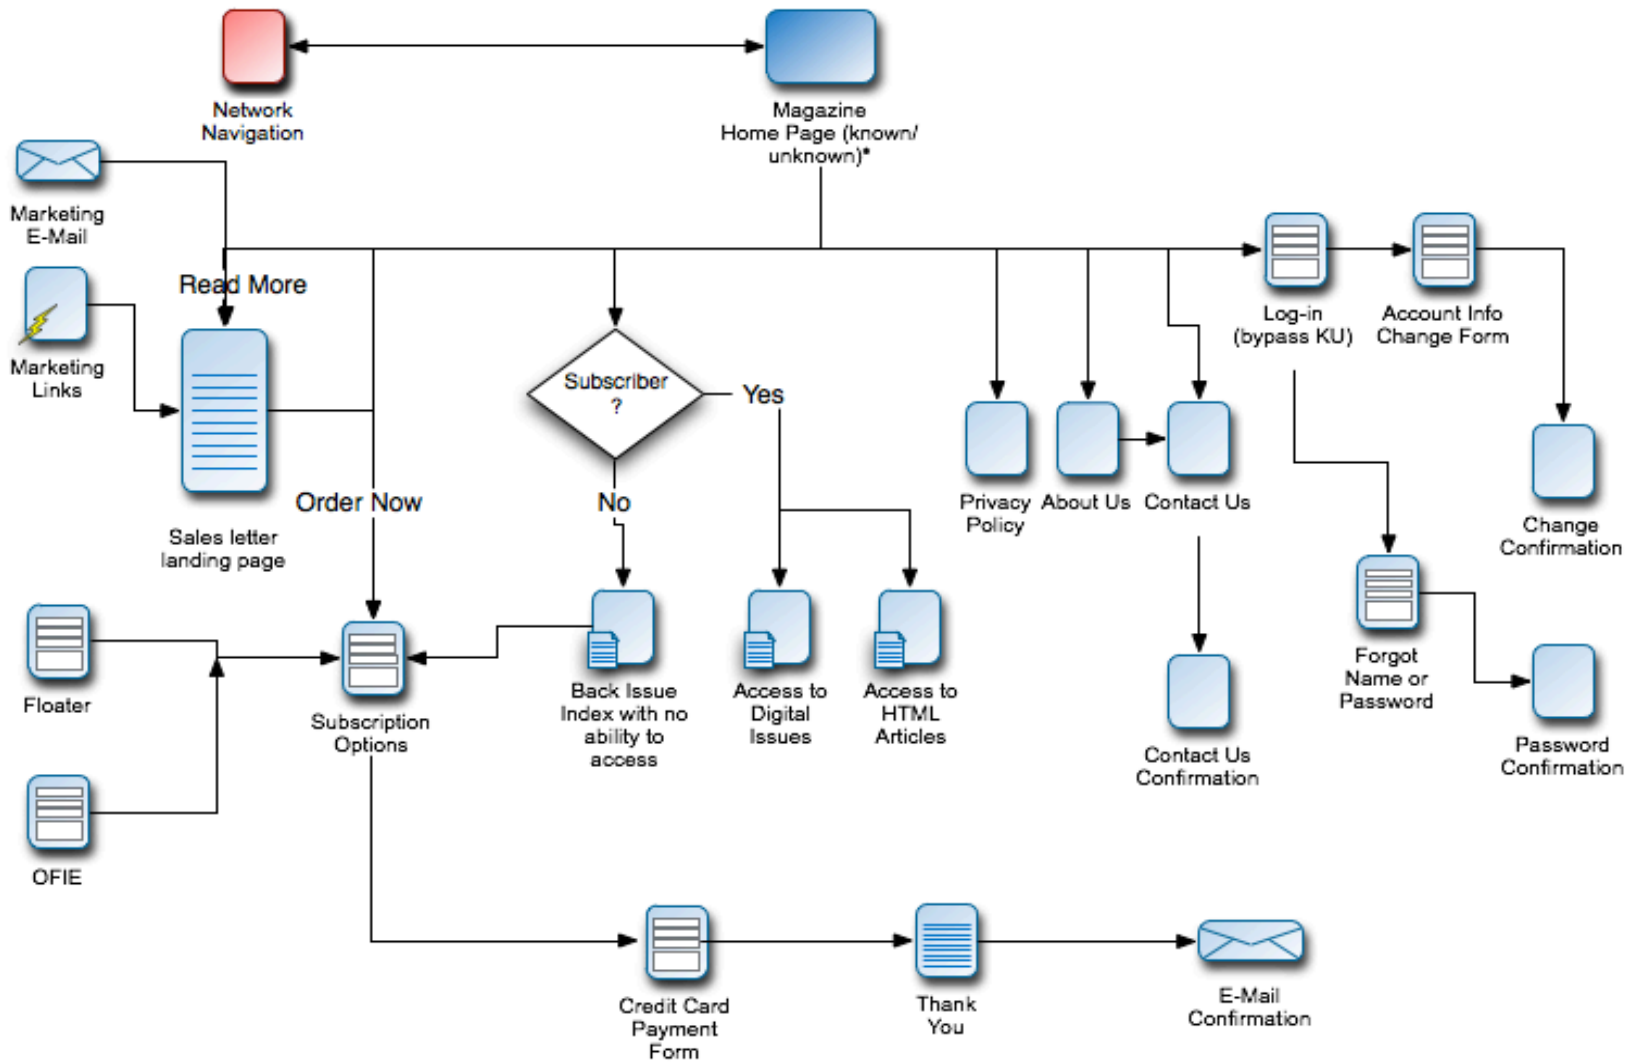 Network
Navigation
Magazine
Home Page (known/
unknown)*
Marketing
E-Mail
Read More
Marketing
Links
Log-in
(bypass KU)
Account Info
Change Form
Subscriber
?
Yes
Order Now
No
Privacy
Policy
About Us
Contact Us
Sales letter
landing page
Change
Confirmation
Floater
Subscription
Options
Back Issue
Index with no
ability to
access
Access to
Digital
Issues
Access to
HTML
Articles
Forgot
Name or
Password
Contact Us
Confirmation
Password
Confirmation
OFIE
Credit Card
Payment
Form
Thank
You
E-Mail
Confirmation